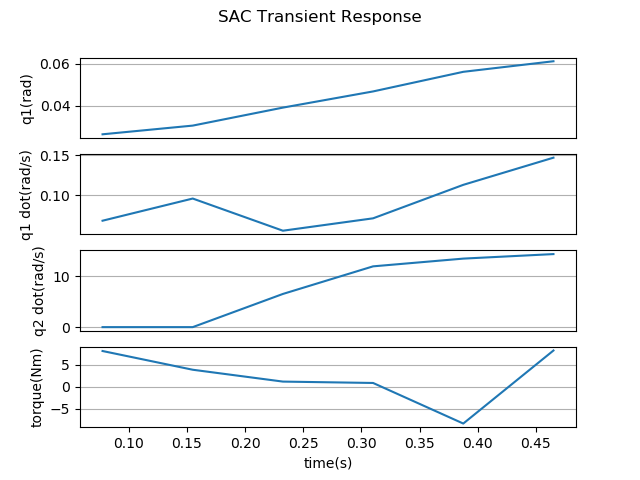 SAC Transient Response
q1(rad)
0.06
0.04
q1 dot(rad/s)
0.15
0.10
q2 dot(rad/s)
10
0
torque(Nm)
5
0
−5
0.10 0.15 0.20 0.25 0.30 0.35 0.40 0.45
time(s)